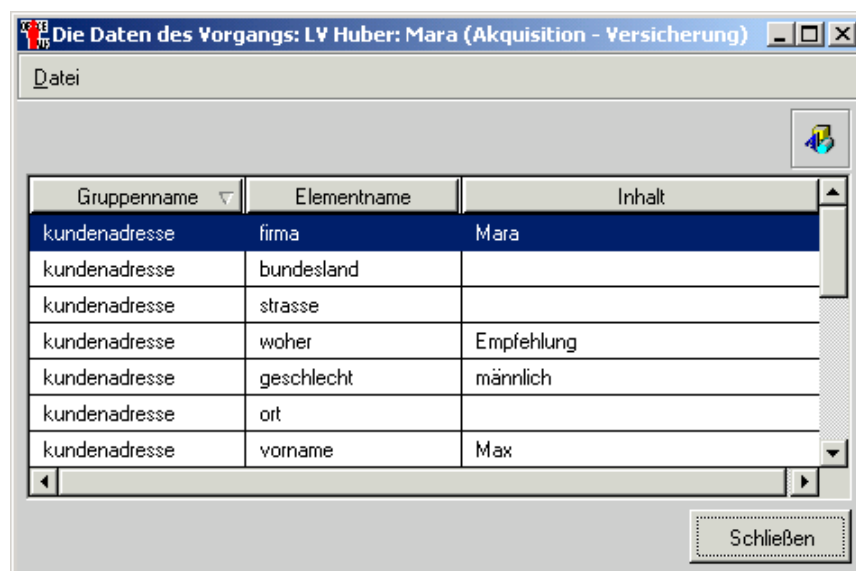 Die Daten des Vorgangs: LV Huber: Mara (Akquisition - Versicherung)
Datei
Gruppenname Elementname Inhalt
kundenadresse firma Mara
kundenadresse bundesland
kundenadresse strasse
kundenadresse woher Empfehlung
kundenadresse geschlecht männlich
kundenadresse ort
kundenadresse vorname Max
Schließen